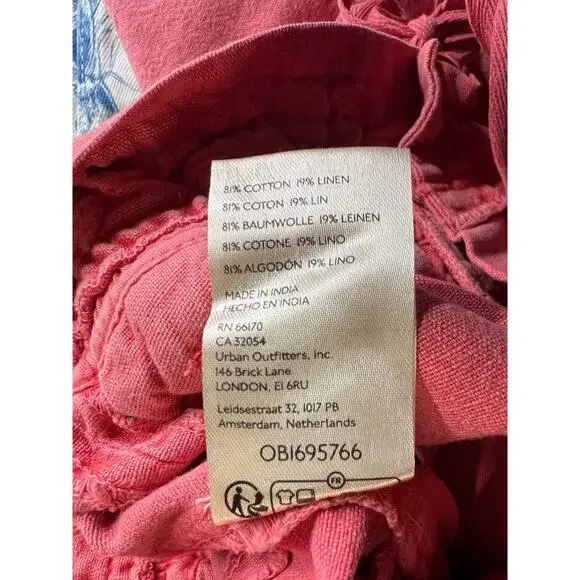 81% COTTON 19% LINEN
81% COTON 19% LIN
81% BAUMWOLLE 19% LEINEN
81% COTONE 19% LINO
81% ALGODÓN 19% LINO
MADE IN INDIA
HECHO EN INDIA
RN 66170
CA 32054
Urban Outfitters, Inc.
146 Brick Lane
LONDON, E1 6RU
Leidsestraat 32, 1017 PB
Amsterdam, Netherlands
OB1695766
FR